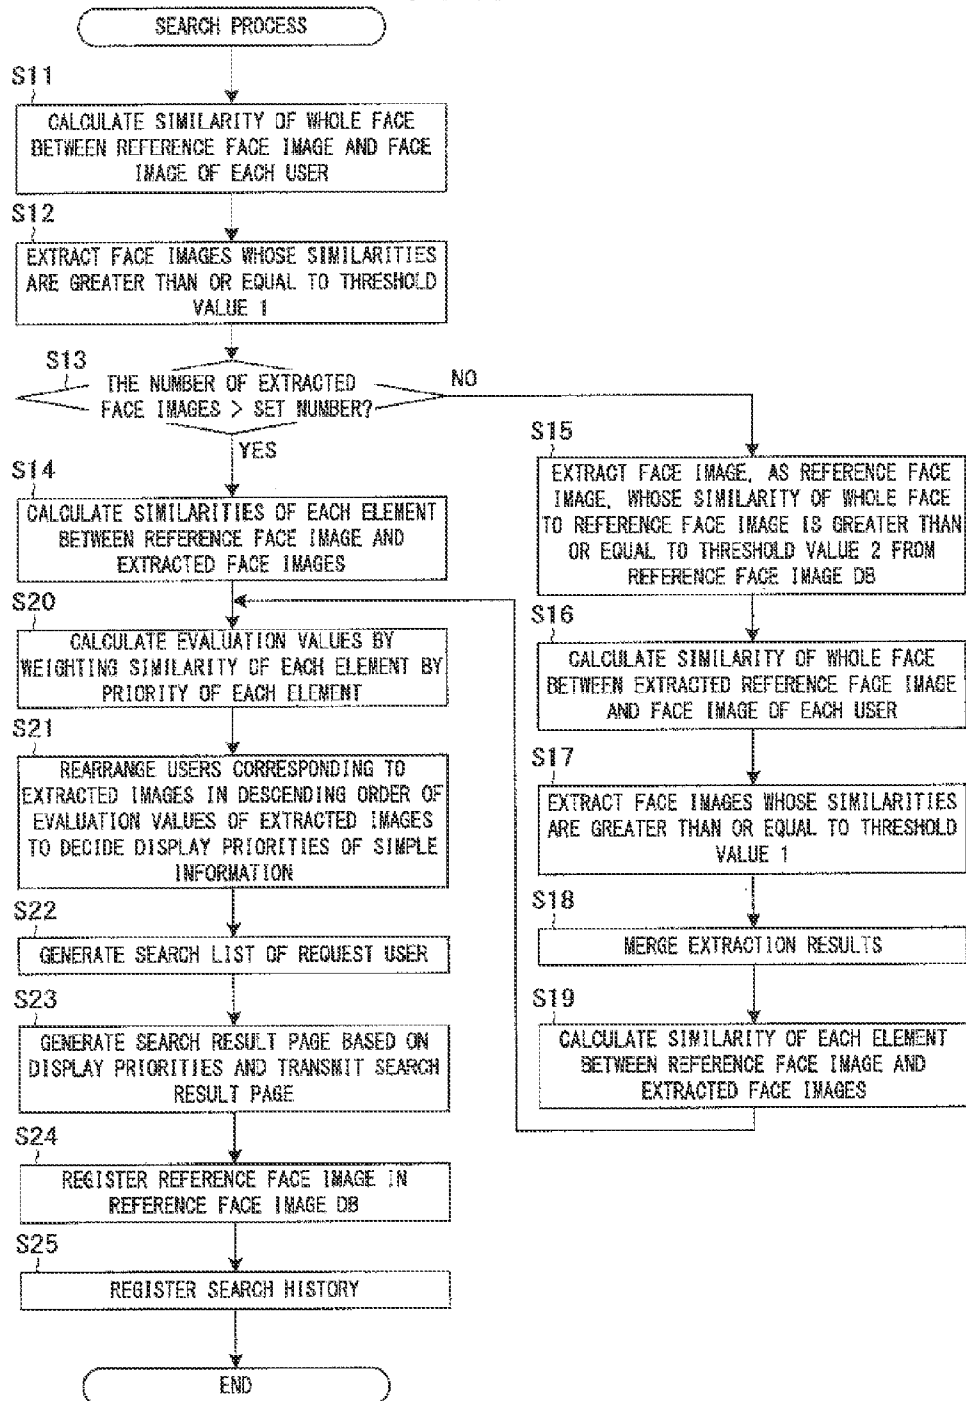 SEARCH PROCESS
S11
CALCULATE SIMILARITY OF WHOLE FACE
BETWEEN REFERENCE FACE IMAGE AND FACE
IMAGE OF EACH USER
S12
EXTRACT FACE IMAGES WHOSE SIMILARITIES
ARE GREATER THAN OR EQUAL TO THRESHOLD
VALUE 1
S13
THE NUMBER OF EXTRACTED
FACE IMAGES > SET NUMBER?
NO
YES
S14
CALCULATE SIMILARITIES OF EACH ELEMENT
BETWEEN REFERENCE FACE IMAGE AND
EXTRACTED FACE IMAGES
S15
EXTRACT FACE IMAGE, AS REFERENCE FACE
IMAGE, WHOSE SIMILARITY OF WHOLE FACE
TO REFERENCE FACE IMAGE IS GREATER THAN
OR EQUAL TO THRESHOLD VALUE 2 FROM
REFERENCE FACE IMAGE DB
S16
CALCULATE SIMILARITY OF WHOLE FACE
BETWEEN EXTRACTED REFERENCE FACE IMAGE
AND FACE IMAGE OF EACH USER
S17
EXTRACT FACE IMAGES WHOSE SIMILARITIES
ARE GREATER THAN OR EQUAL TO THRESHOLD
VALUE 1
S18
MERGE EXTRACTION RESULTS
S19
CALCULATE SIMILARITY OF EACH ELEMENT
BETWEEN REFERENCE FACE IMAGE AND
EXTRACTED FACE IMAGES
S20
CALCULATE EVALUATION VALUES BY
WEIGHTING SIMILARITY OF EACH ELEMENT BY
PRIORITY OF EACH ELEMENT
S21
REARRANGE USERS CORRESPONDING TO
EXTRACTED IMAGES IN DESCENDING ORDER OF
EVALUATION VALUES OF EXTRACTED IMAGES
TO DECIDE DISPLAY PRIORITIES OF SIMPLE
INFORMATION
S22
GENERATE SEARCH LIST OF REQUEST USER
S23
GENERATE SEARCH RESULT PAGE BASED ON
DISPLAY PRIORITIES AND TRANSMIT SEARCH
RESULT PAGE
S24
REGISTER REFERENCE FACE IMAGE IN
REFERENCE FACE IMAGE DB
S25
REGISTER SEARCH HISTORY
END